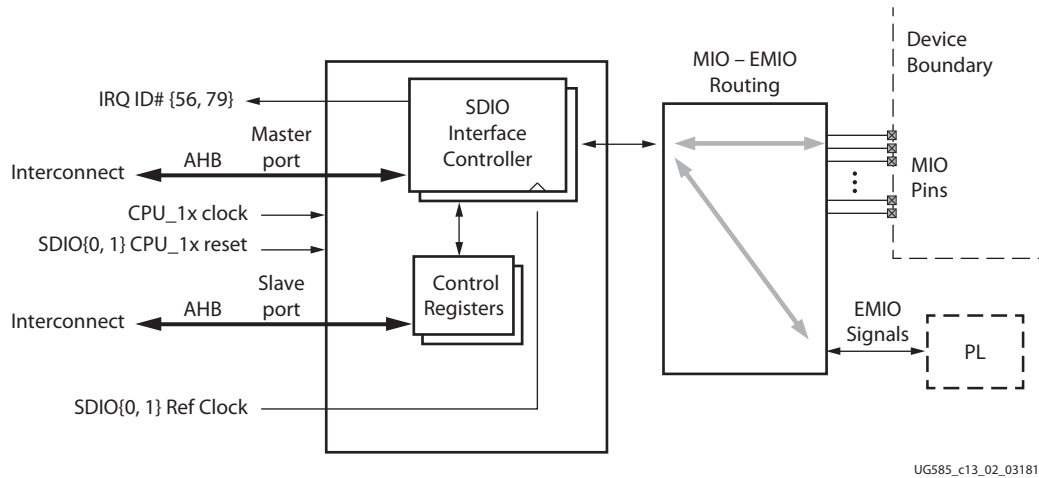 Device
Boundary
MIO – EMIO
Routing
IRQ ID# {56, 79}
SDIO
Interface
Controller
Master
port
AHB
Interconnect
MIO
Pins
CPU_1x clock
SDIO{0, 1} CPU_1x reset
Control
Registers
Slave
port
AHB
Interconnect
EMIO
Signals
PL
SDIO{0, 1} Ref Clock
UG585_c13_02_03181